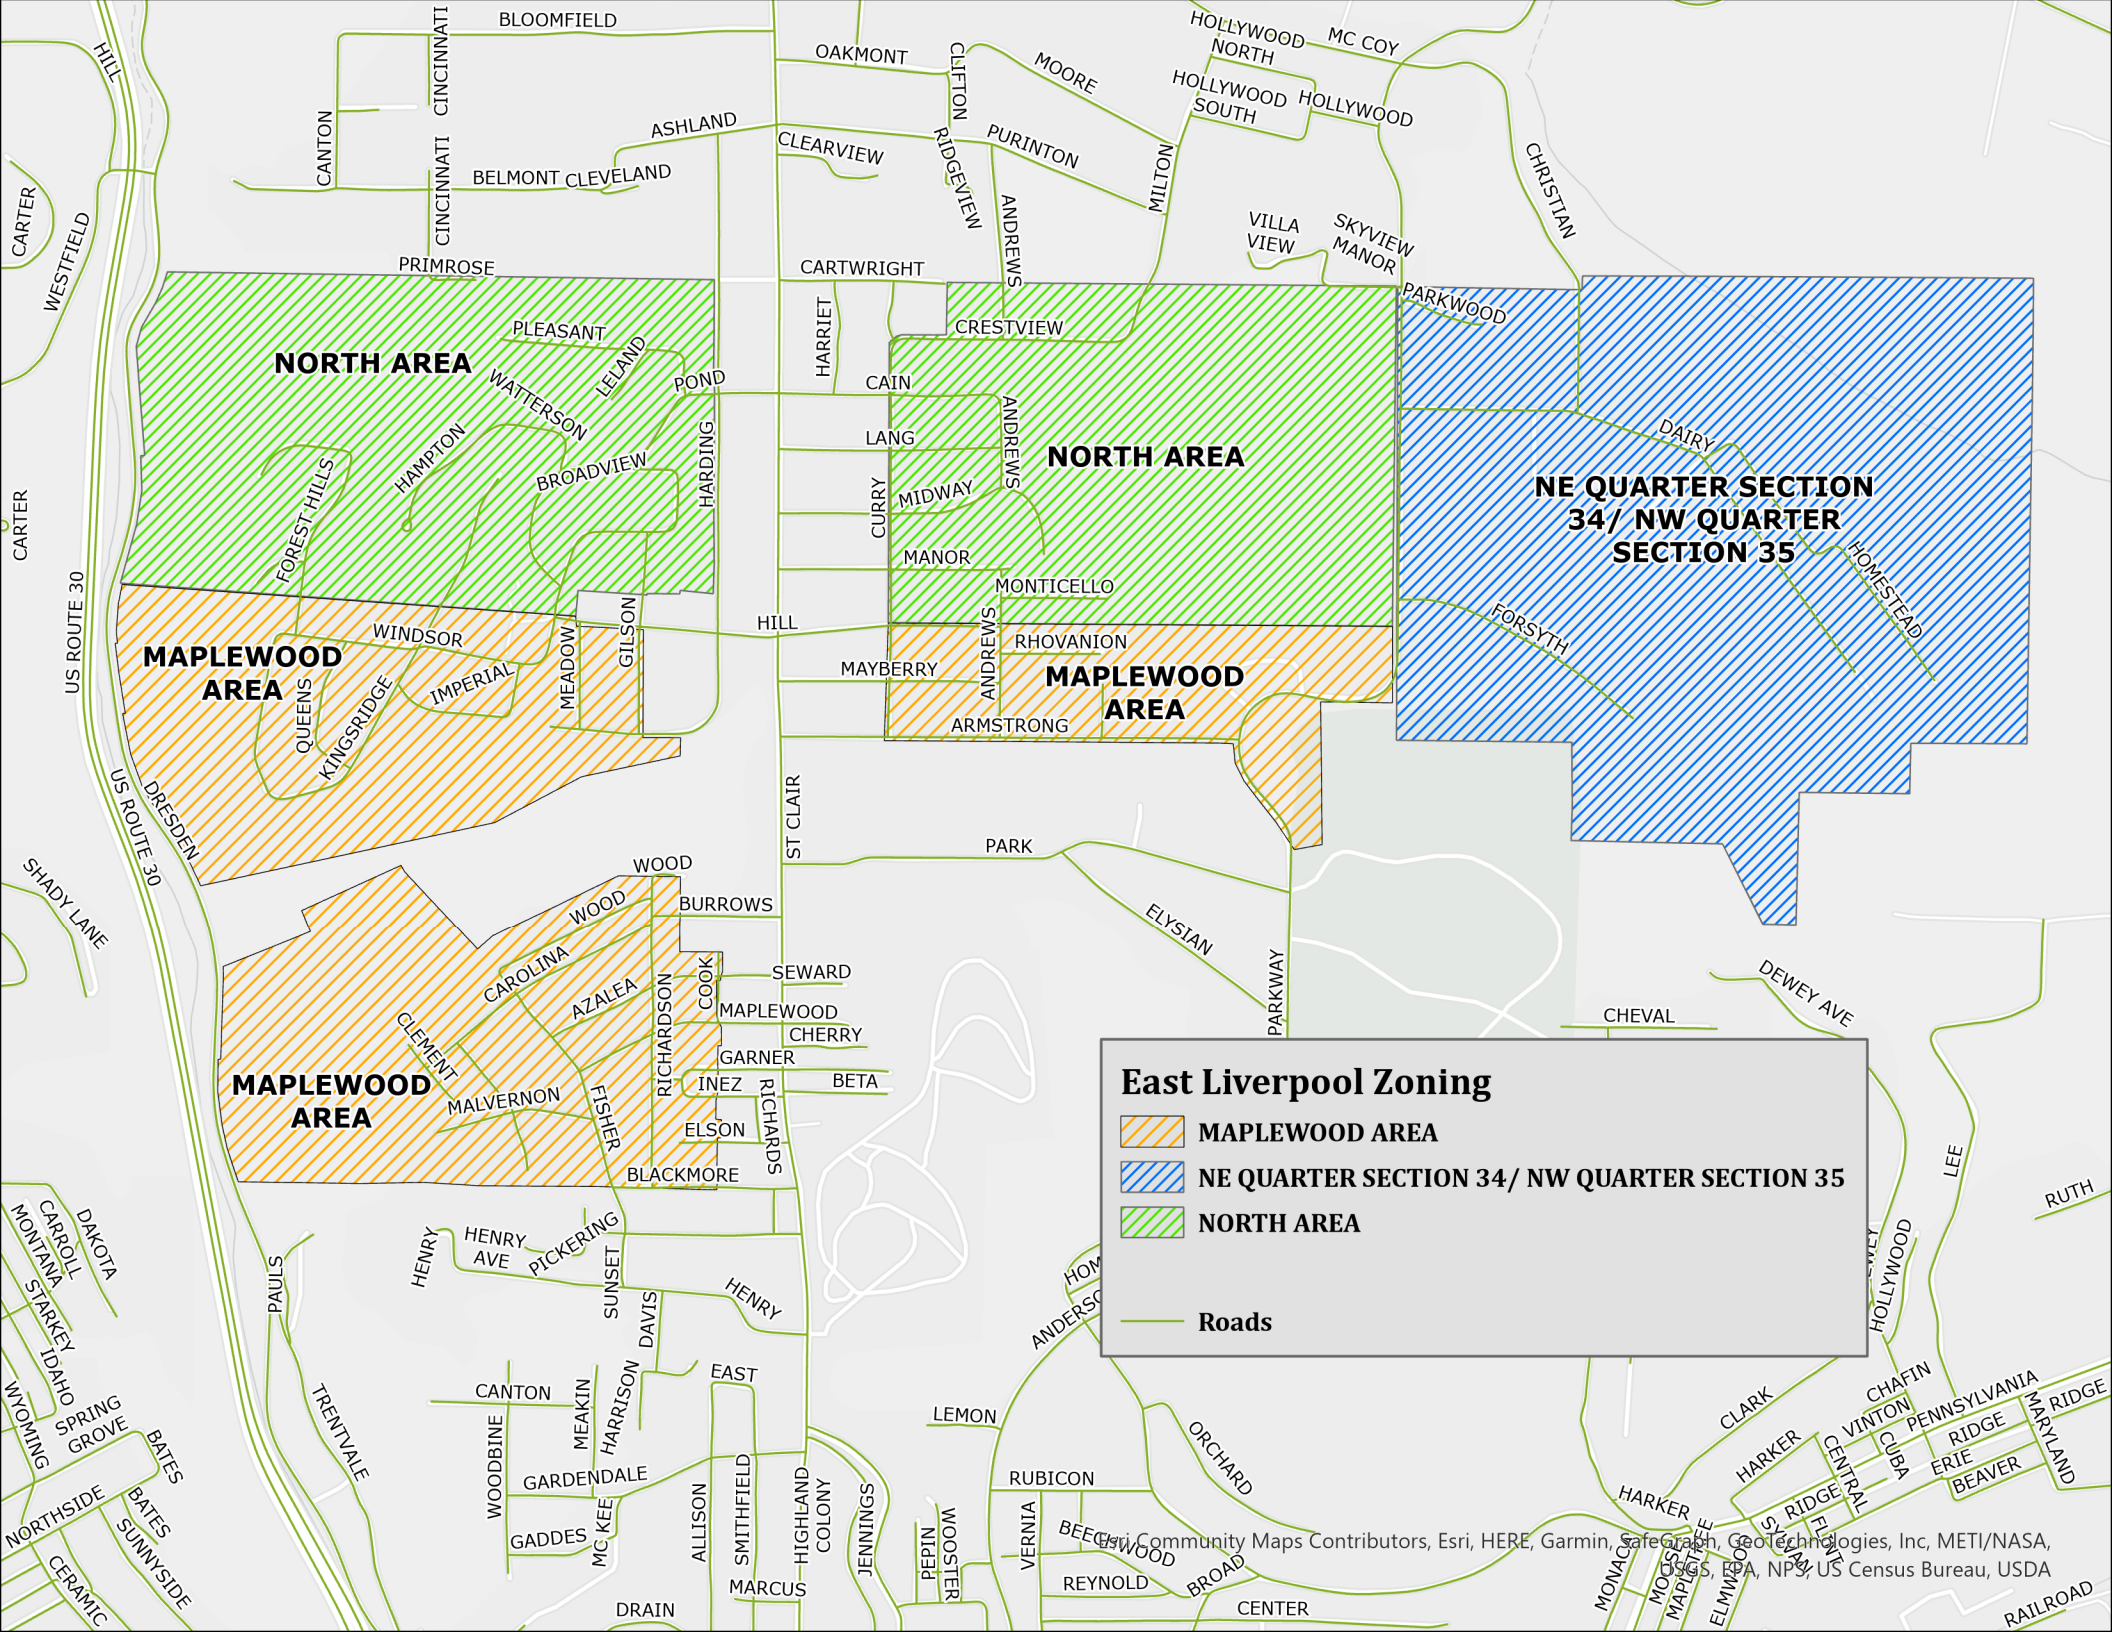 BLOOMFIELD
CINCINNATI
HILL
OAKMONT
CLIFTON
MOORE
HOLLYWOOD
NORTH
MC COY
HOLLYWOOD
SOUTH
HOLLYWOOD
CANTON
ASHLAND
CLEARVIEW
RIDGEVIEW
PURINTON
MILTON
CHRISTIAN
CINCINNATI
BELMONT
CLEVELAND
CARTER
WESTFIELD
ANDREWS
VILLA
VIEW
SKYVIEW
MANOR
PRIMROSE
CARTWRIGHT
PARKWOOD
PLEASANT
LELAND
HARRIET
CRESTVIEW
NORTH AREA
WATTERSON
POND
CAIN
HAMPTON
BROADVIEW
HARDING
LANG
ANDREWS
NORTH AREA
DAIRY
FOREST HILLS
CURRY
MIDWAY
NE QUARTER SECTION
34/ NW QUARTER
SECTION 35
CARTER
MANOR
MONTICELLO
HOMESTEAD
US ROUTE 30
GILSON
HILL
ANDREWS
FORSYTH
WINDSOR
MEADOW
RHOVANION
MAPLEWOOD
AREA
IMPERIAL
MAYBERRY
MAPLEWOOD
AREA
QUEENS
KINGSRIDGE
ARMSTRONG
US ROUTE 30
DRESDEN
ST CLAIR
PARK
SHADY LANE
WOOD
WOOD
BURROWS
ELYSIAN
CAROLINA
AZALEA
RICHARDSON
COOK
SEWARD
PARKWAY
DEWEY AVE
CLEMENT
MAPLEWOOD
CHERRY
CHEVAL
GARNER
MAPLEWOOD
AREA
MALVERNON
FISHER
INEZ
RICHARDS
BETA
ELSON
BLACKMORE
East Liverpool Zoning
MAPLEWOOD AREA
NE QUARTER SECTION 34/ NW QUARTER SECTION 35
NORTH AREA
Roads
LEE
RUTH
HOLLYWOOD
DAKOTA
CARROLL
MONTANA
STARKEY
IDAHO
WYOMING
PAULS
HENRY
HENRY
AVE
PICKERING
SUNSET
DAVIS
HENRY
TRENTVALE
CANTON
MEAKIN
HARRISON
EAST
LEMON
ORCHARD
CLARK
CHAFIN
VINTON
PENNSYLVANIA
RIDGE
MARYLAND
SPRING
GROVE
BATES
WOODBINE
GARDENDALE
RUBICON
HARKER
CENTRAL
CUBA
RIDGE
ERIE
BEAVER
NORTHSIDE
BATES
SUNNYSIDE
CERAMIC
GADDES
MC KEE
ALLISON
SMITHFIELD
HIGHLAND
COLONY
JENNINGS
PEPIN
WOOSTER
VERNIA
BEECHWOOD
HARKER
RIDGE
FLINT
MARCUS
REYNOLD
BROAD
DRAIN
CENTER
MONACA
ELMWOOD
RAILROAD
Esri Community Maps Contributors, Esri, HERE, Garmin, SafeGraph, GeoTechnologies, Inc, METI/NASA,
USGS, EPA, NPS, US Census Bureau, USDA